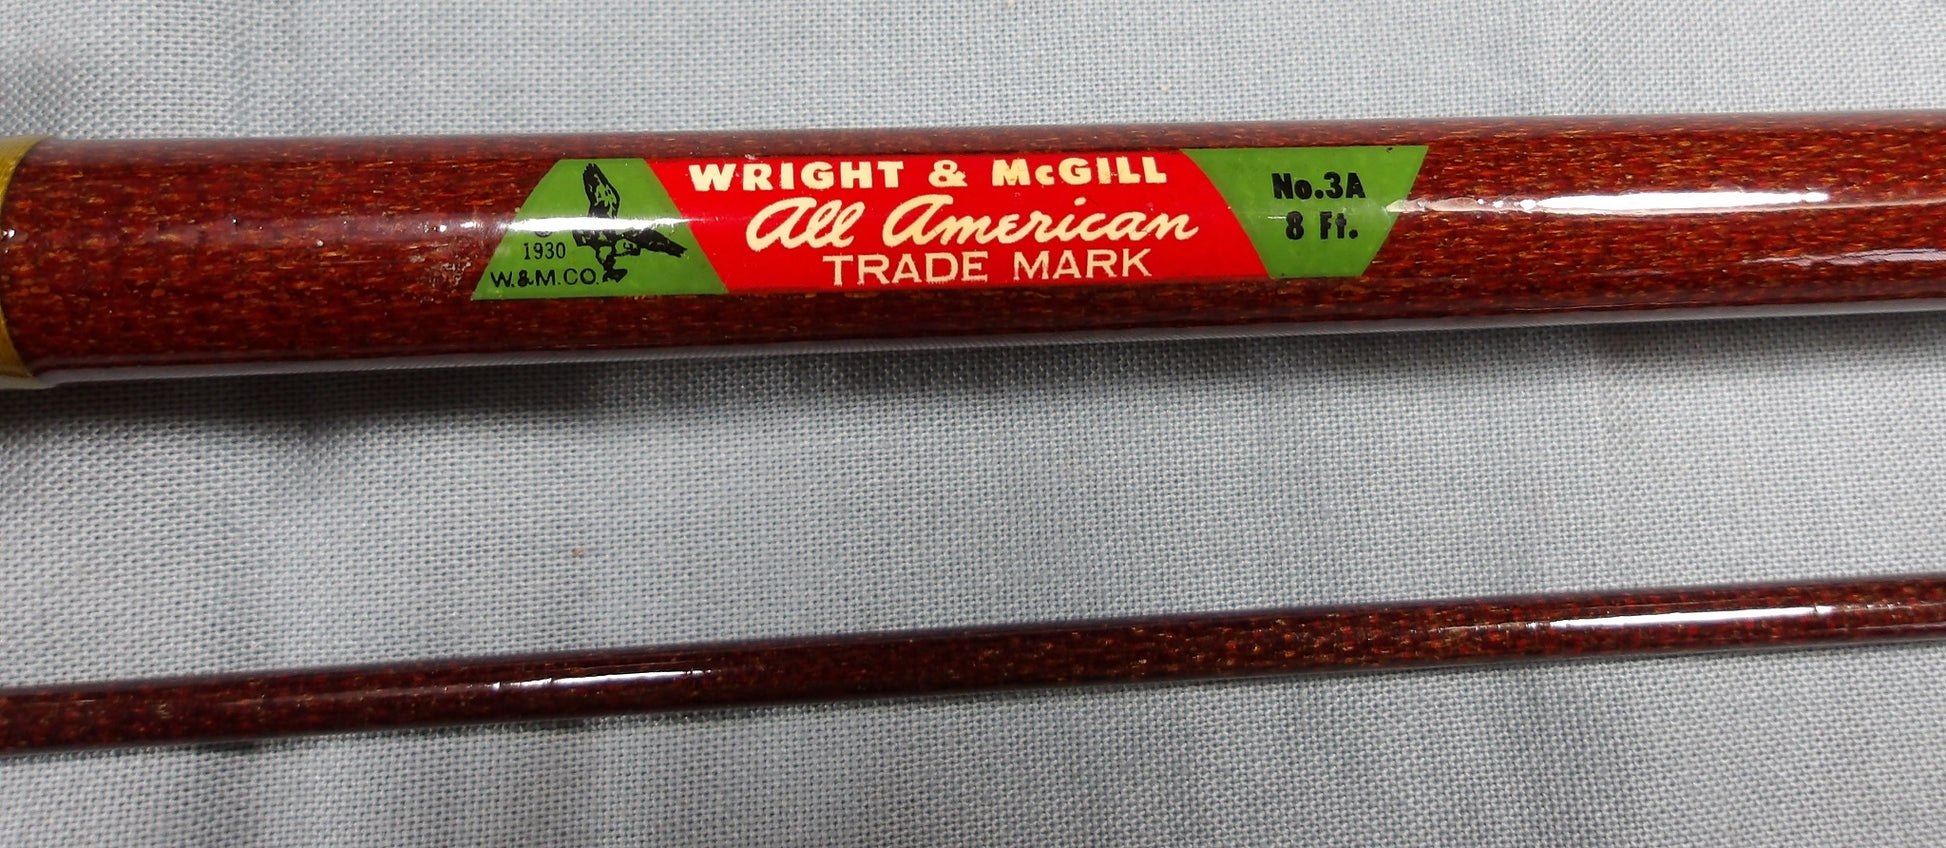 1930
W.&M.CO.
WRIGHT & McGILL
All American
TRADE MARK
No.3A
8 Ft.